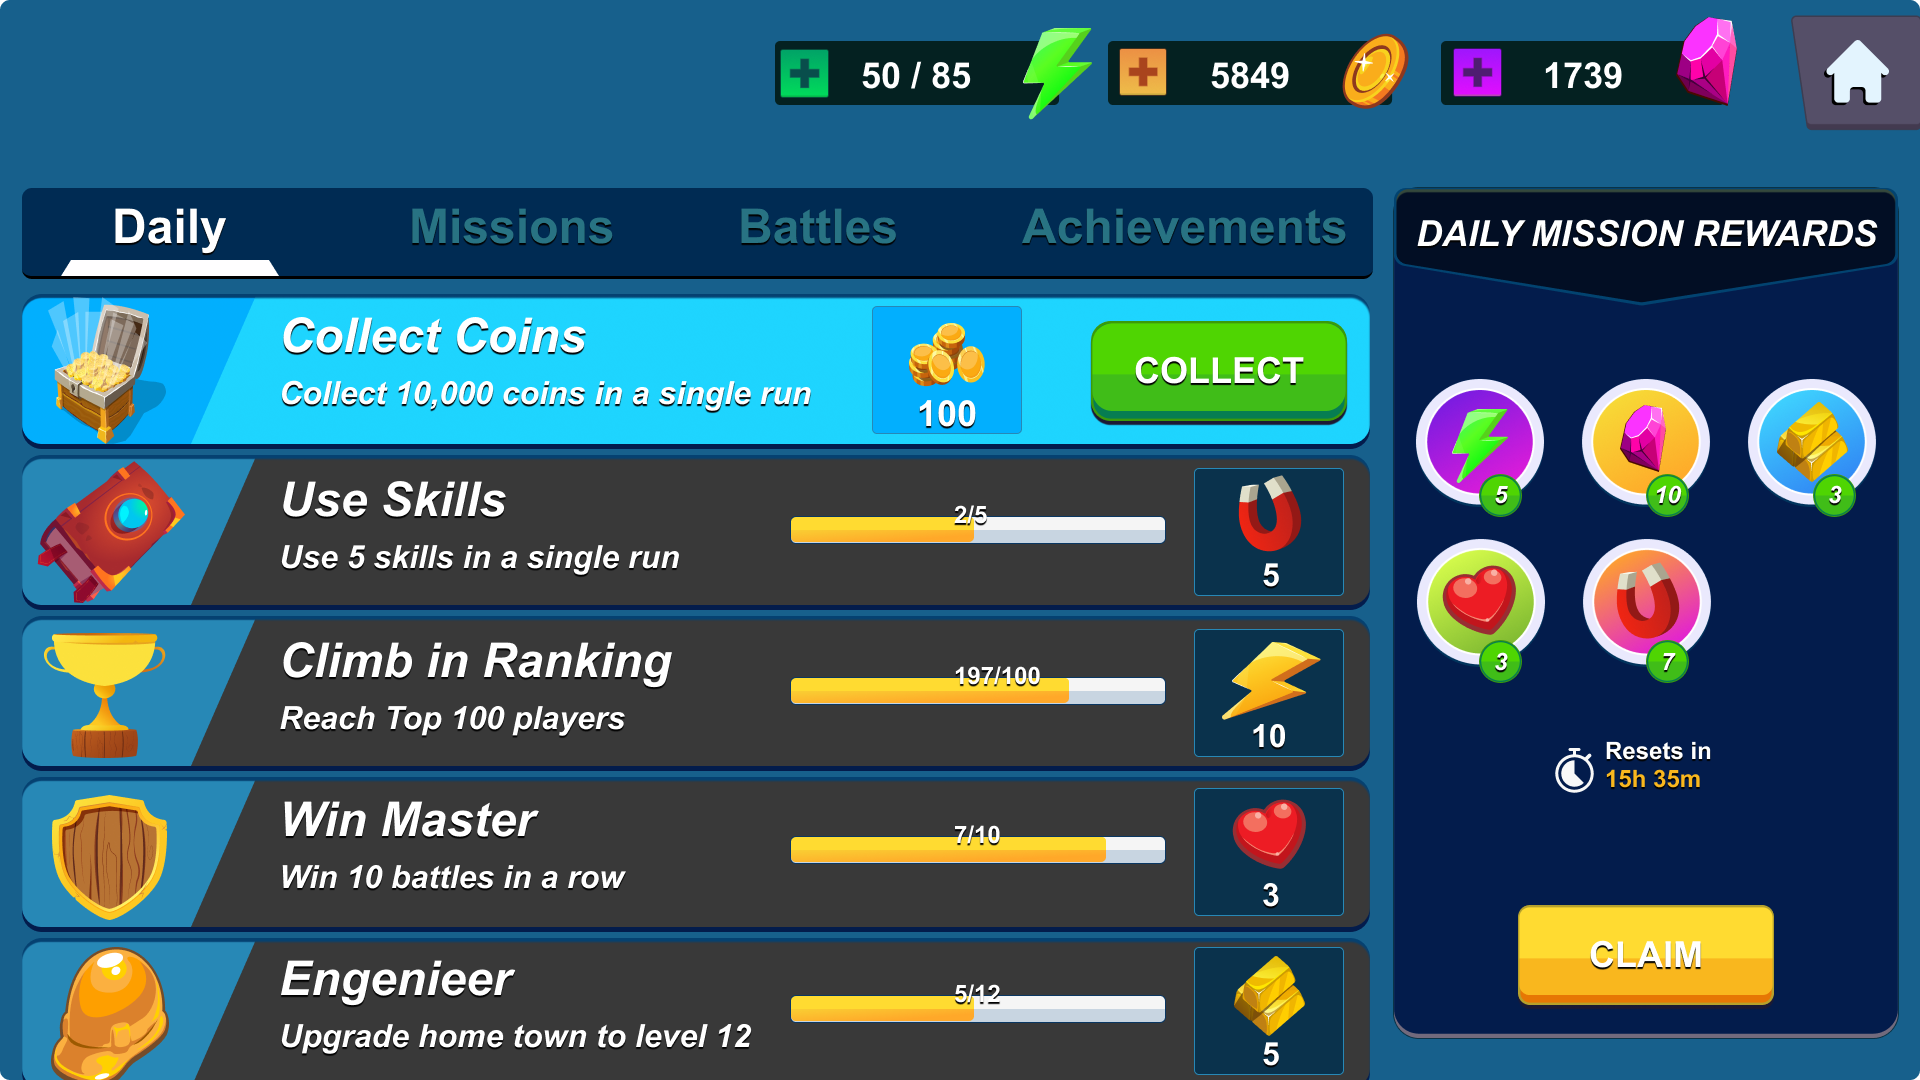 50 / 85
5849
1739
Daily
Missions
Battles
Achievements
DAILY MISSION REWARDS
Collect Coins
Collect 10,000 coins in a single run
100
COLLECT
Use Skills
Use 5 skills in a single run
2/5
5
Climb in Ranking
Reach Top 100 players
197/100
10
Win Master
Win 10 battles in a row
7/10
3
Engenieer
Upgrade home town to level 12
5/12
5
5
10
3
3
7
Resets in
15h 35m
CLAIM